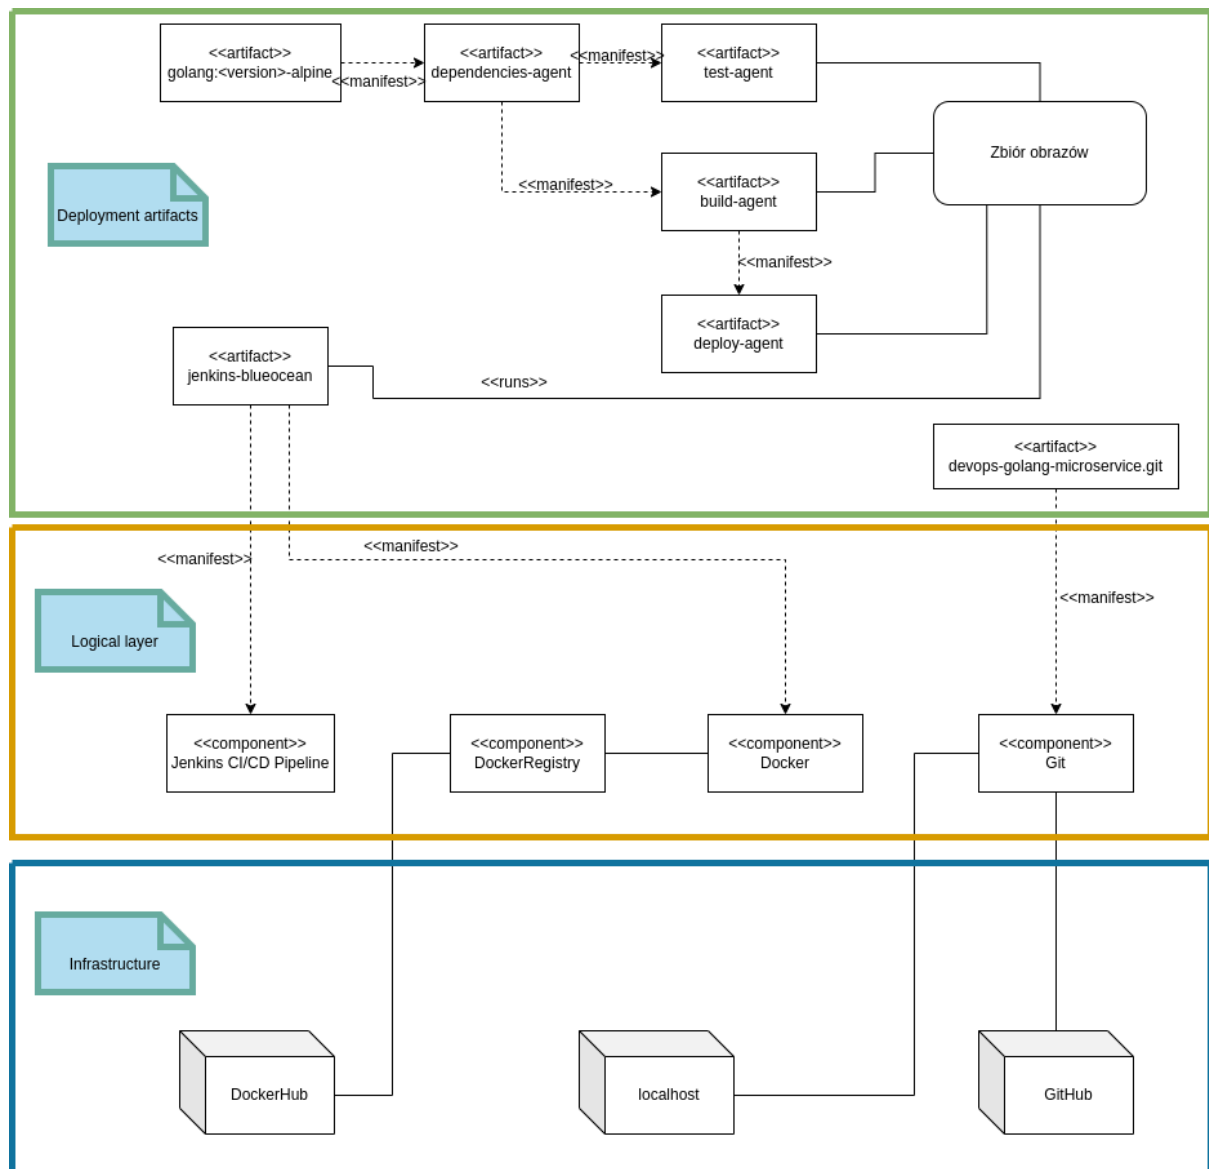 <<artifact>>
golang:<version>-alpine
<<manifest>>
<<artifact>>
dependencies-agent
<<manifest>>
<<artifact>>
test-agent
Zbiór obrazów
<<manifest>>
<<artifact>>
build-agent
Deployment artifacts
<<manifest>>
<<artifact>>
deploy-agent
<<artifact>>
jenkins-blueocean
<<runs>>
<<artifact>>
devops-golang-microservice.git
<<manifest>>
<<manifest>>
<<manifest>>
Logical layer
<<component>>
Jenkins CI/CD Pipeline
<<component>>
DockerRegistry
<<component>>
Docker
<<component>>
Git
Infrastructure
DockerHub
localhost
GitHub